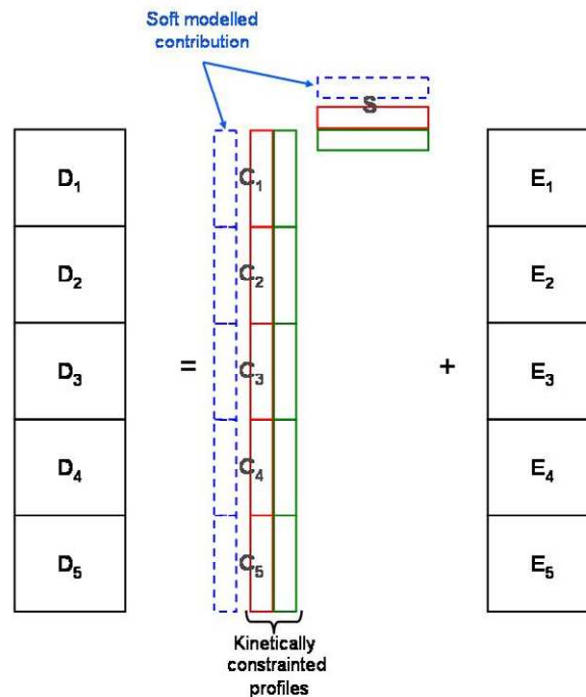 Soft modelled
contribution
S
D1 C1 E1
D2 C2 E2
= D3 C3 + E3
D4 C4 E4
D5 C5 E5
Kinetically
constrainted
profiles